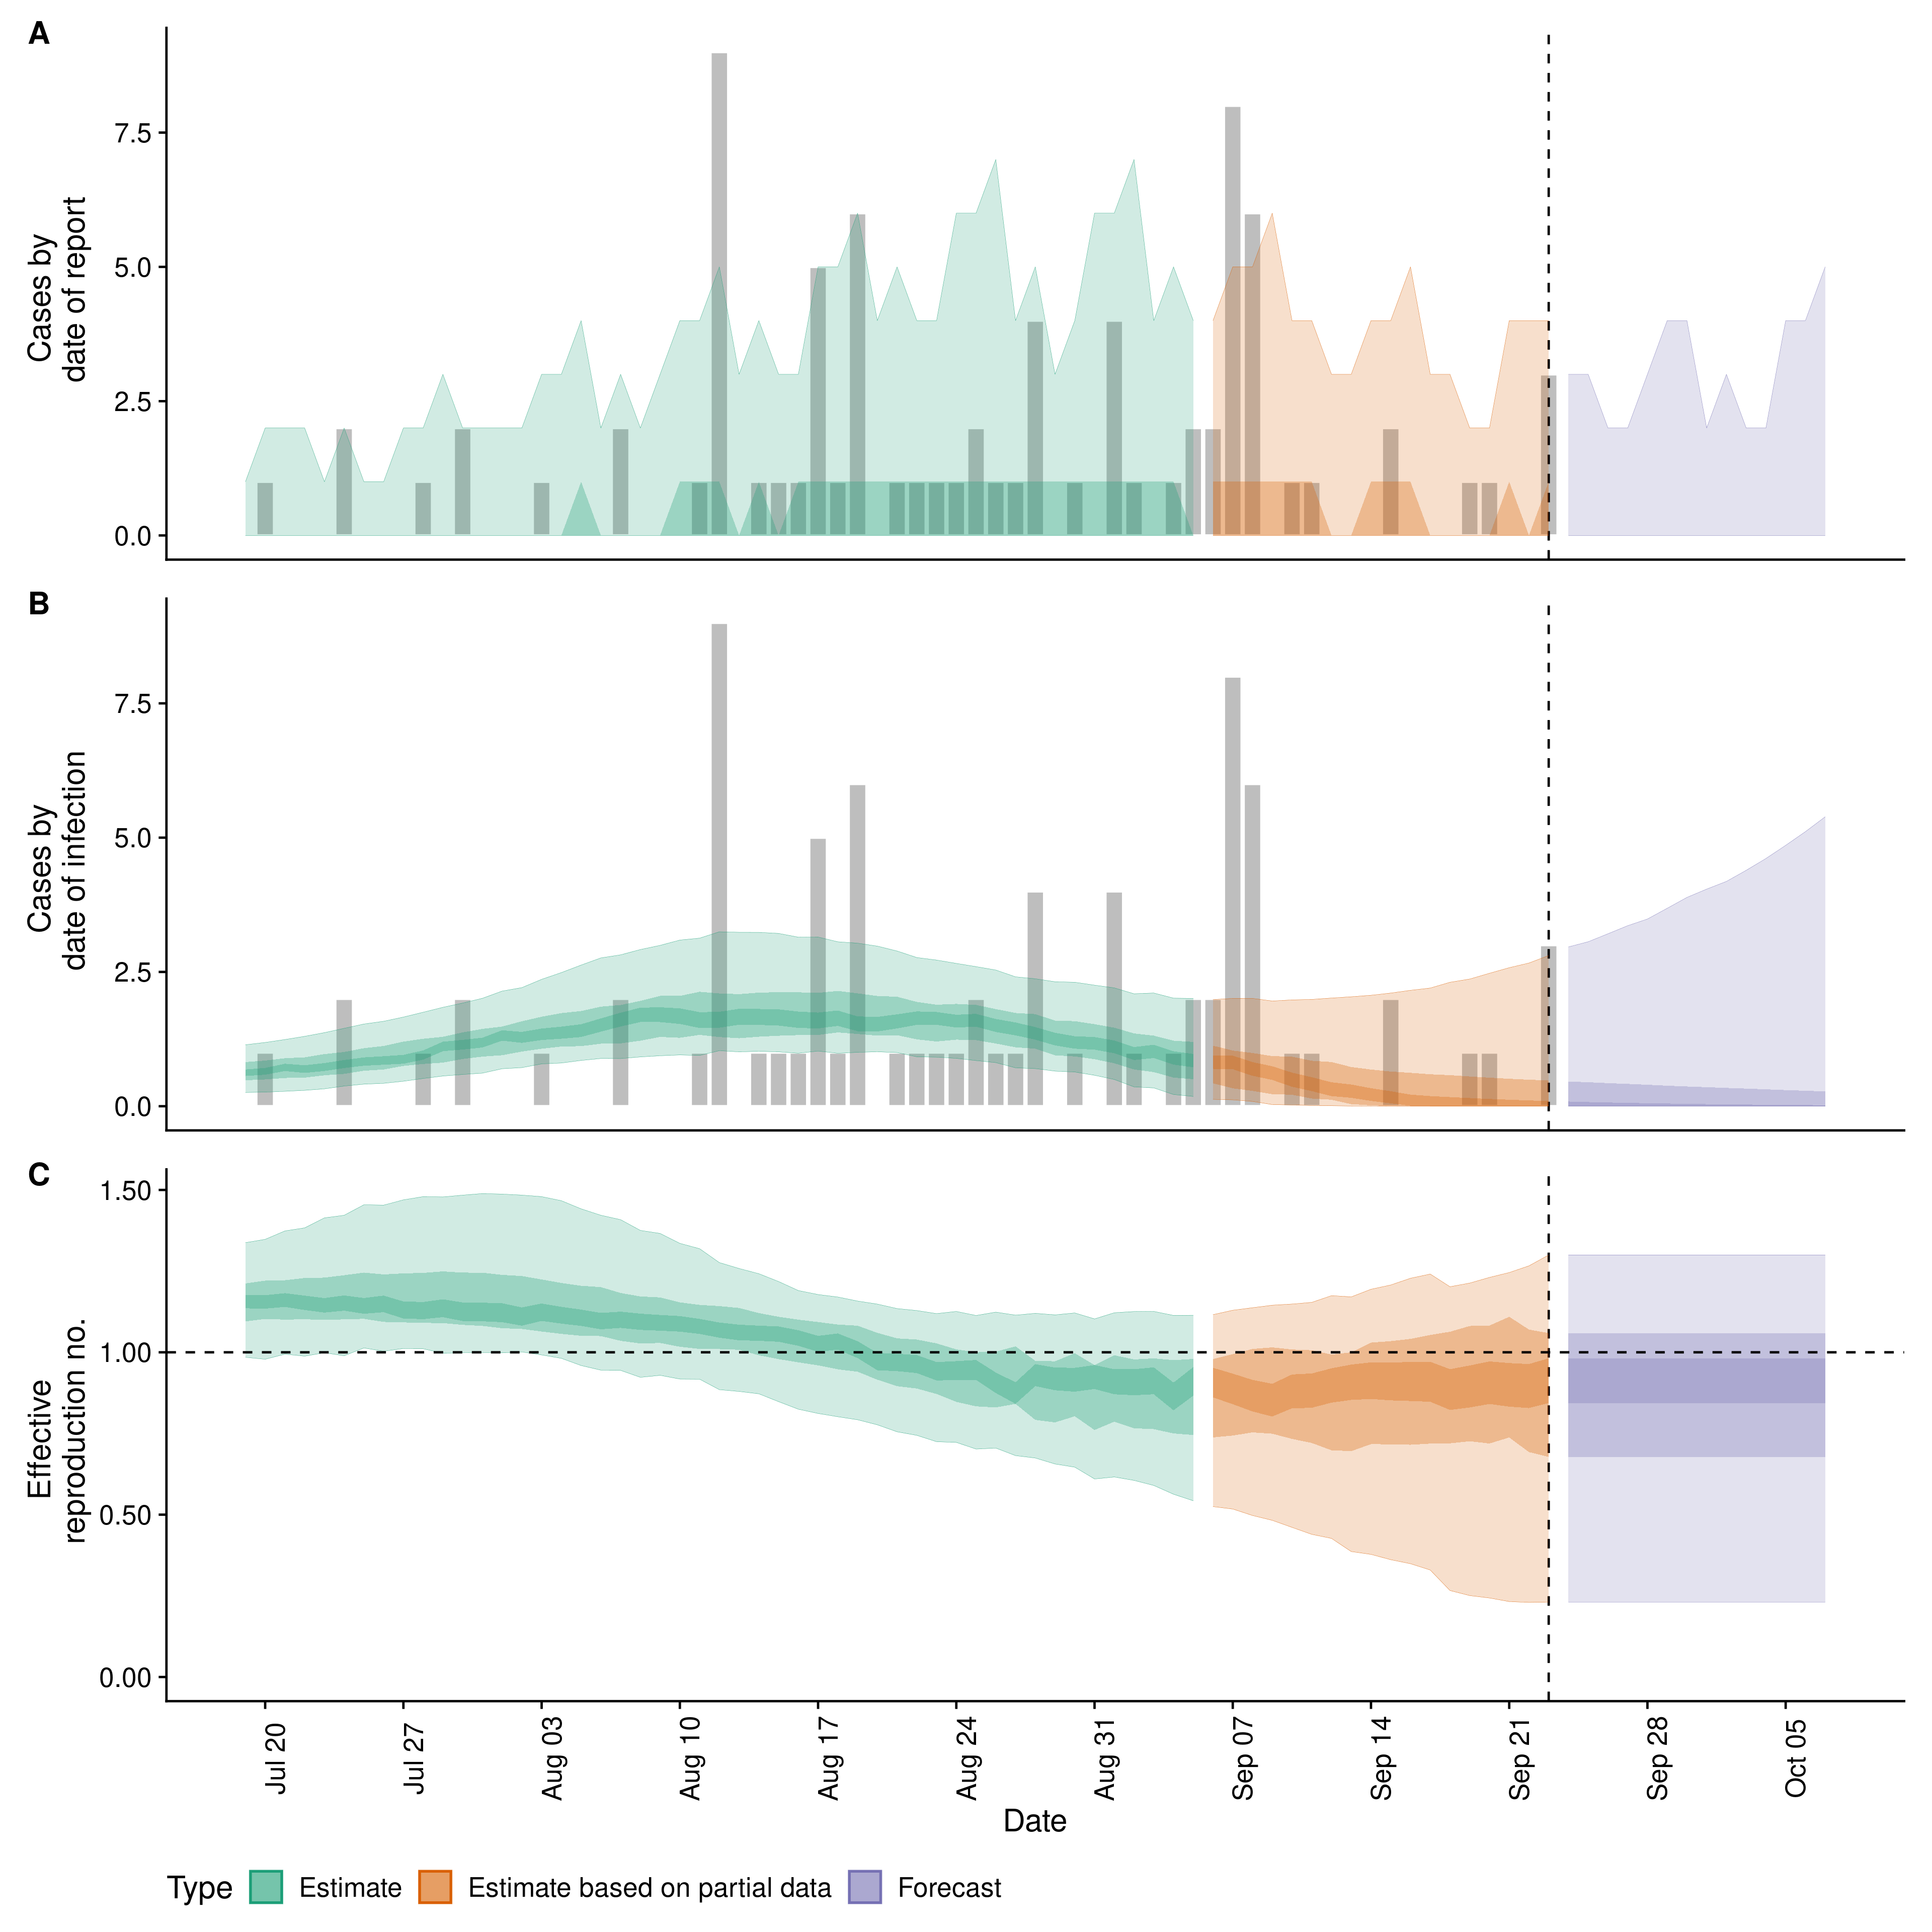 A
Cases by
date of report
7.5
5.0
2.5
0.0
B
Cases by
date of infection
7.5
5.0
2.5
0.0
C
Effective
reproduction no.
1.50
1.00
0.50
0.00
Jul 20
Jul 27
Aug 03
Aug 10
Aug 17
Aug 24
Aug 31
Sep 07
Sep 14
Sep 21
Sep 28
Oct 05
Date
Type Estimate Estimate based on partial data Forecast